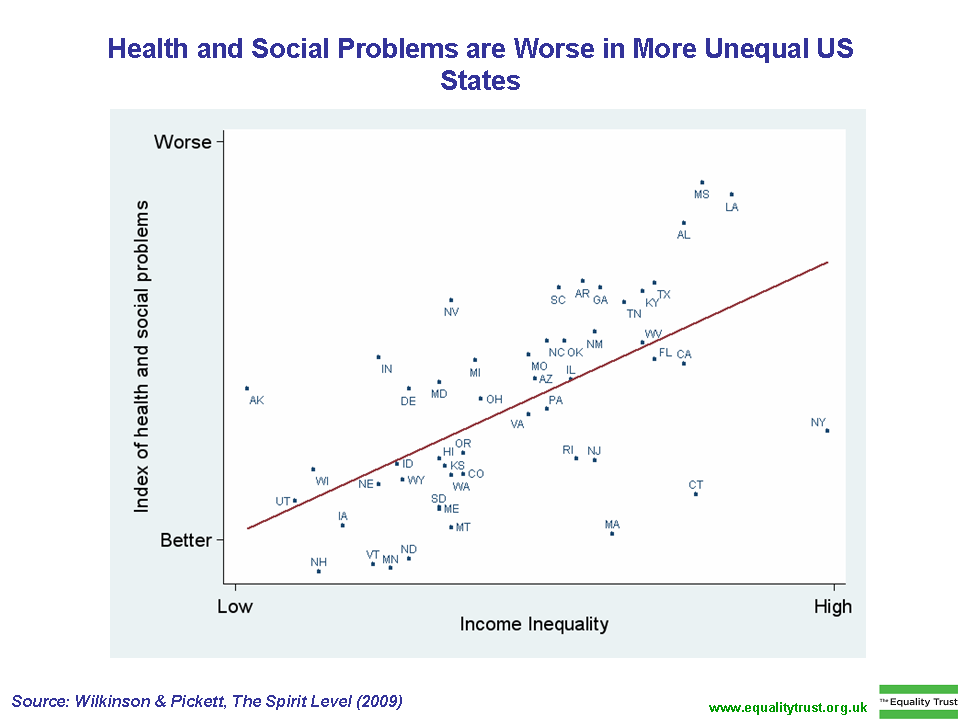 Health and Social Problems are Worse in More Unequal US
States
Worse
Index of health and social problems
Better
MS
LA
AL
SC
AR
GA
TX
KY
TN
NV
WV
NM
NC
OK
FL
CA
MO
IN
MI
IL
AZ
MD
DE
AK
OH
PA
VA
NY
OR
HI
RI
NJ
ID
KS
CO
WI
NE
WY
WA
CT
UT
SD
ME
IA
MT
MA
ND
VT
MN
NH
Low
High
Income Inequality
Source: Wilkinson & Pickett, The Spirit Level (2009)
www.equalitytrust.org.uk
The Equality Trust